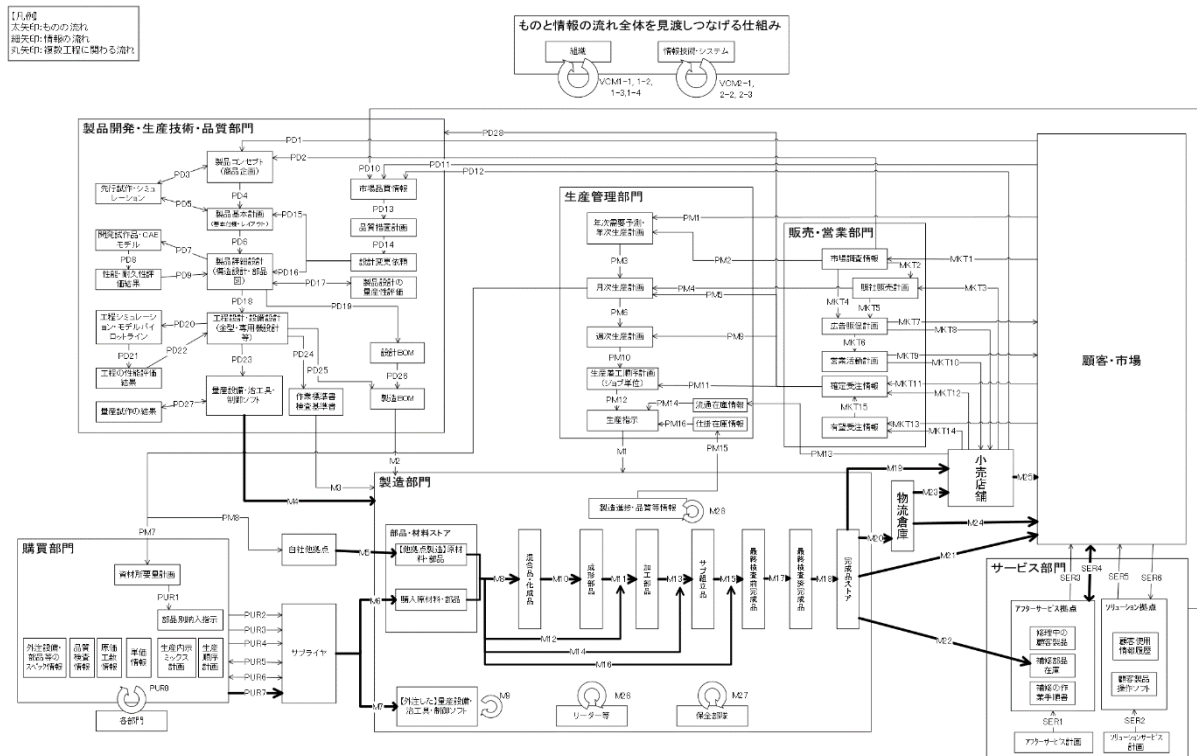 【凡例】
太矢印:ものの流れ
細矢印:情報の流れ
丸矢印:複数工程に関わる流れ
ものと情報の流れ全体を見渡しつなげる仕組み
組織
情報技術・システム
VCM1-1, 1-2,
1-3,1-4
VCM2-1,
2-2, 2-3
製品開発・生産技術・品質部門
PD1
PD2
PD28
PD10
PD11
PD12
製品コンセプト
(商品企画)
PD3
先行試作・シミュ
レーション
PD4
PD5
製品基本計画
(基本仕様・レイアウト)
PD15
市場品質情報
PD13
品質措置計画
PD14
設計変更依頼
PD6
開発試作品・CAE
モデル
PD7
PD8
製品詳細設計
(構造設計・部品
図)
PD16
性能・耐久性評
価結果
PD9
PD17
製品設計の
量産性評価
PD18
PD19
工程シミュレー
ション・モデルパイ
ロットライン
PD20
工程設計・設備設計
(金型・専用機設計
等)
PD21
PD22
PD23
PD24
PD25
設計BOM
PD26
工程の性能評価
結果
量産設備・治工具・
制御ソフト
作業標準書
検査基準書
製造BOM
PD27
量産試作の結果
生産管理部門
年次需要予測・
年次生産計画
PM1
PM2
PM3
月次生産計画
PM4
PM5
PM6
週次生産計画
PM9
PM10
生産着工順序計画
(ジョブ単位)
PM11
PM12
PM14
流通在庫情報
生産指示
PM16
仕掛在庫情報
PM15
PM13
販売・営業部門
市場調査情報
MKT1
MKT2
MKT3
販社販売計画
MKT4
MKT5
広告販促計画
MKT7
MKT8
MKT6
営業活動計画
MKT9
MKT10
確定受注情報
MKT11
MKT12
MKT15
有望受注情報
MKT13
MKT14
顧客・市場
小売店舗
物流倉庫
M1
M2
M3
M4
製造部門
製造進捗・品質等情報
M28
M19
M20
M23
M25
M24
M21
M22
PM7
PM8
自社他拠点
M5
部品・材料ストア
【他拠点製造】原材
料・部品
購入原材料・部品
M6
M8
混合品・化成品
M10
成形部品
M11
加工部品
M13
サブ組立品
M15
最終検査前完成品
M17
最終検査済完成品
M18
完成品ストア
M12
M14
M16
M7
【外注した】量産設備・
治工具・制御ソフト
M9
M26
リーダー等
M27
保全部隊
購買部門
資材別要量計画
PUR1
部品別納入指示
PUR2
PUR3
PUR4
PUR5
PUR6
PUR7
外注設備・
部品等の
スペック情報
品質
検査情報
原価
工数
情報
単価
情報
生産内示
ミックス
計画
生産
順序
計画
PUR8
各部門
サプライヤ
サービス部門
SER3
SER4
SER5
SER6
アフターサービス拠点
修理中の
顧客製品
補修部品
在庫
補修の作
業手順書
ソリューション拠点
顧客使用
情報履歴
顧客製品
操作ソフト
SER1
SER2
アフターサービス計画
ソリューションサービス
計画